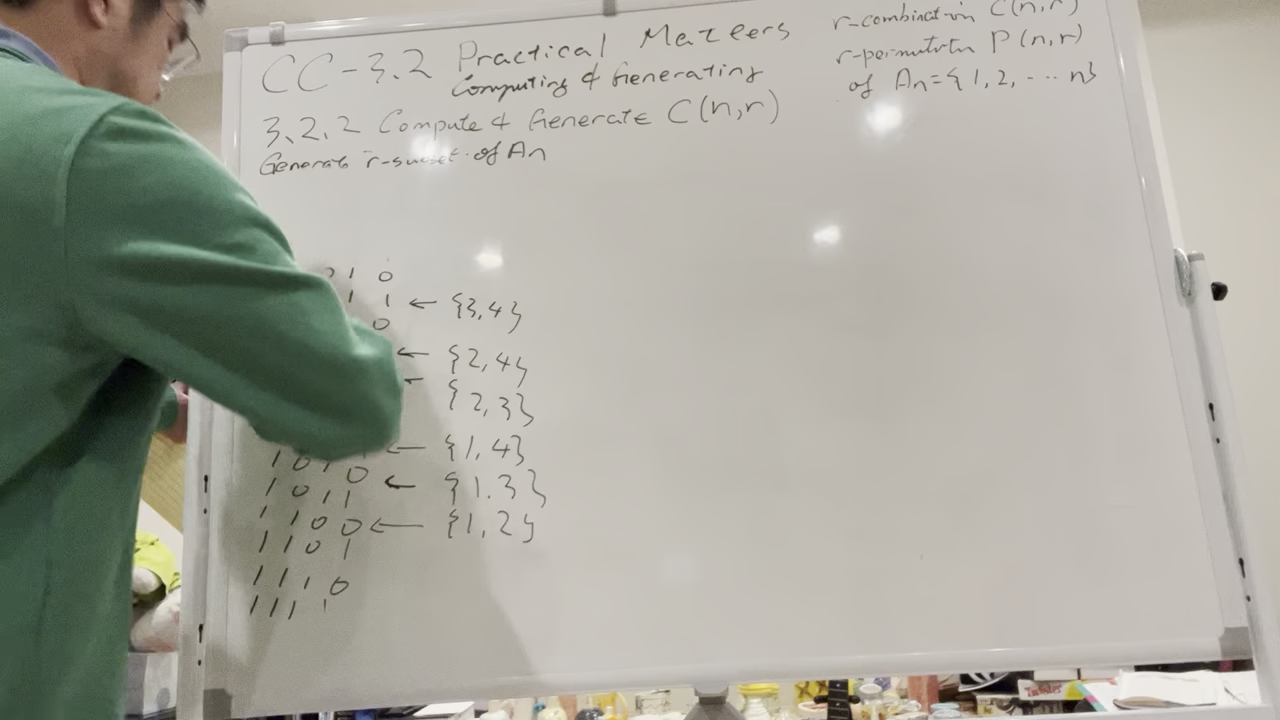 CC-3.2 Practical Matters
Computing & Generating
r-combination C(n,r)
r-permutatn P(n,r)
of An={1,2,...n}
3.2.2 Compute & Generate C(n,r)
Generate r-subset of An
1 0
1 1 ← {3,4}
0
← {2,4}
← {2,3}
← {1,4}
1 0 1 0 ← {1.3}
1 0 1 1
1 1 0 0 ← {1,2}
1 1 0 1
1 1 1 0
1 1 1 1